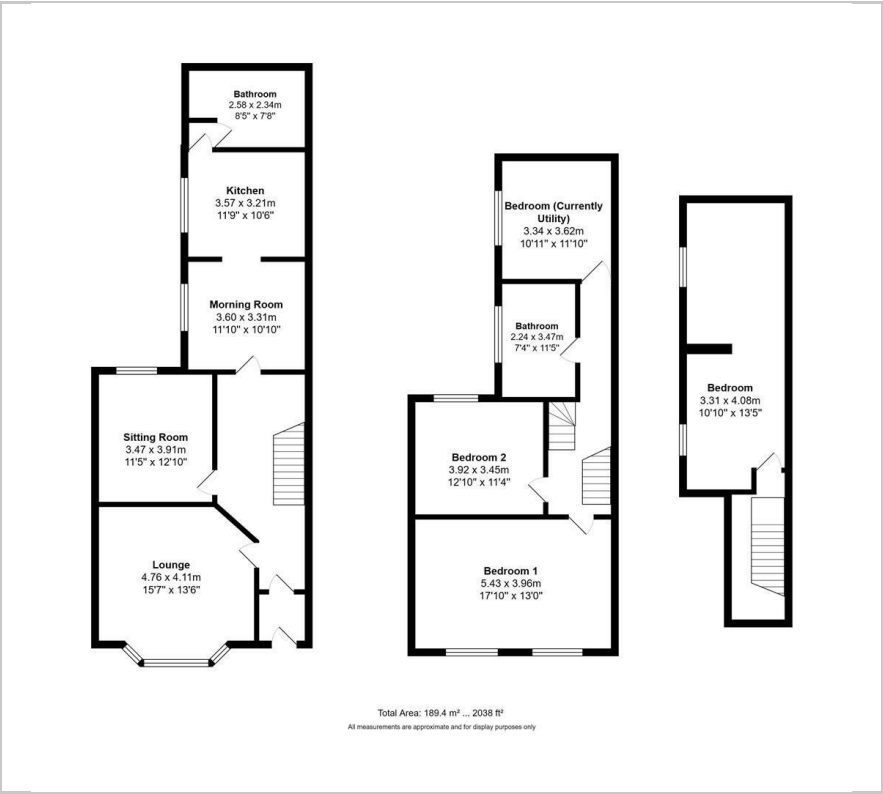 Bathroom
2.58 x 2.34m
8'5" x 7'8"
Kitchen
3.57 x 3.21m
11'9" x 10'6"
Morning Room
3.60 x 3.31m
11'10" x 10'10"
Sitting Room
3.47 x 3.91m
11'5" x 12'10"
Lounge
4.76 x 4.11m
15'7" x 13'6"
Bedroom (Currently
Utility)
3.34 x 3.62m
10'11" x 11'10"
Bathroom
2.24 x 3.47m
7'4" x 11'5"
Bedroom 2
3.92 x 3.45m
12'10" x 11'4"
Bedroom 1
5.43 x 3.96m
17'10" x 13'0"
Bedroom
3.31 x 4.08m
10'10" x 13'5"
Total Area: 189.4 m² ... 2038 ft²
All measurements are approximate and for display purposes only